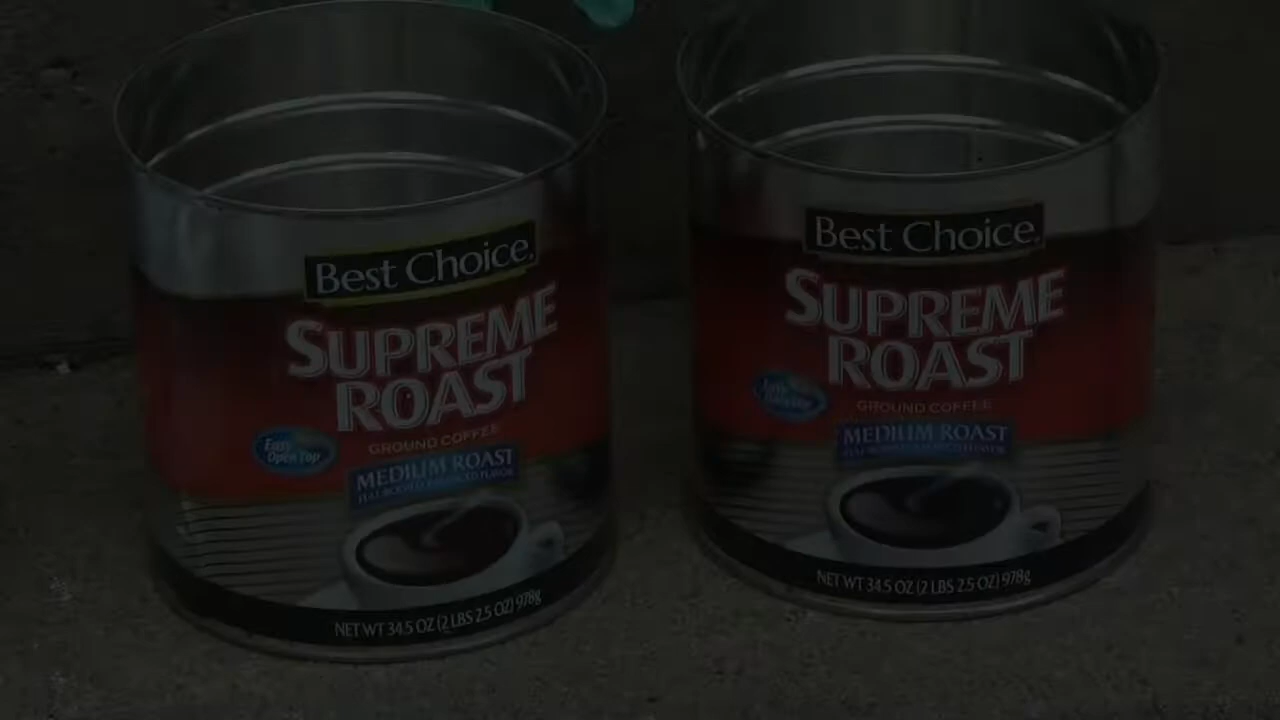 Best Choice.
SUPREME
ROAST
GROUND COFFEE
Easy
Open Top
MEDIUM ROAST
NET WT 34.5 OZ (2 LBS 2.5 OZ) 978g
Best Choice.
SUPREME
ROAST
GROUND COFFEE
Easy
MEDIUM ROAST
NET WT 34.5 OZ (2 LBS 2.5 OZ) 978g